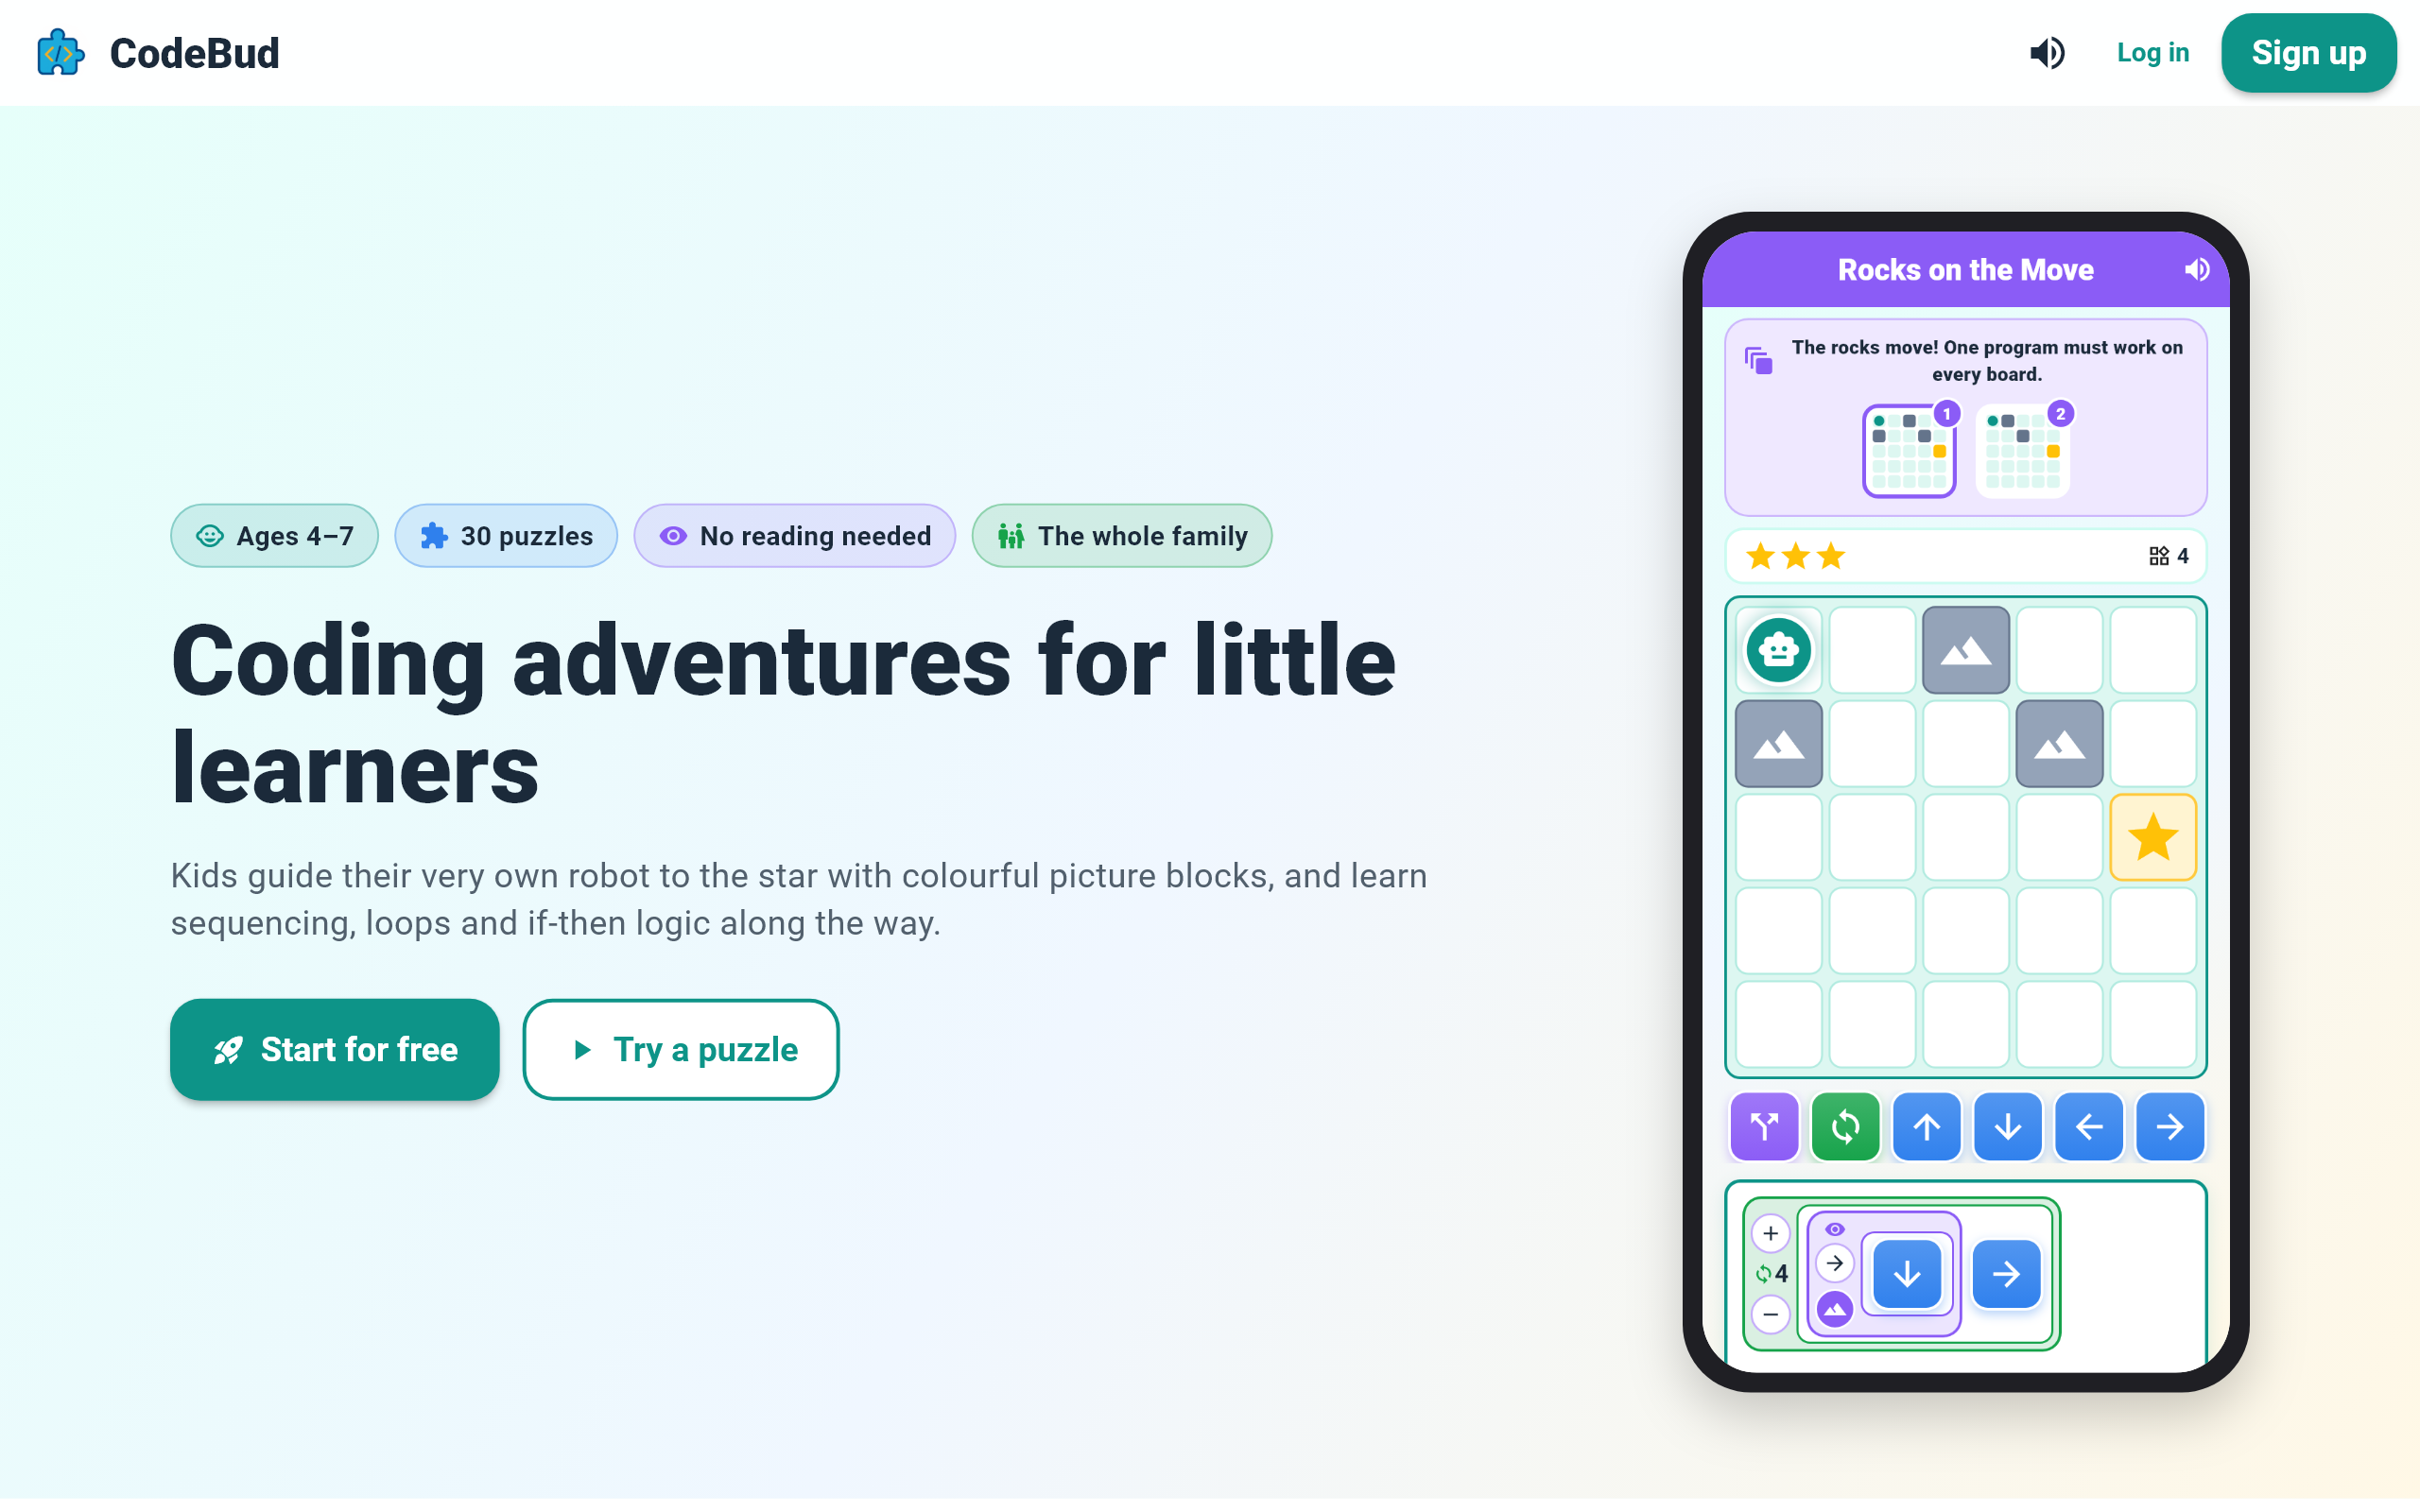 CodeBud
Log in
Sign up
Ages 4–7
30 puzzles
No reading needed
The whole family
Coding adventures for little
learners
Kids guide their very own robot to the star with colourful picture blocks, and learn
sequencing, loops and if-then logic along the way.
Start for free
Try a puzzle
Rocks on the Move
The rocks move! One program must work on
every board.
1
2
4
4